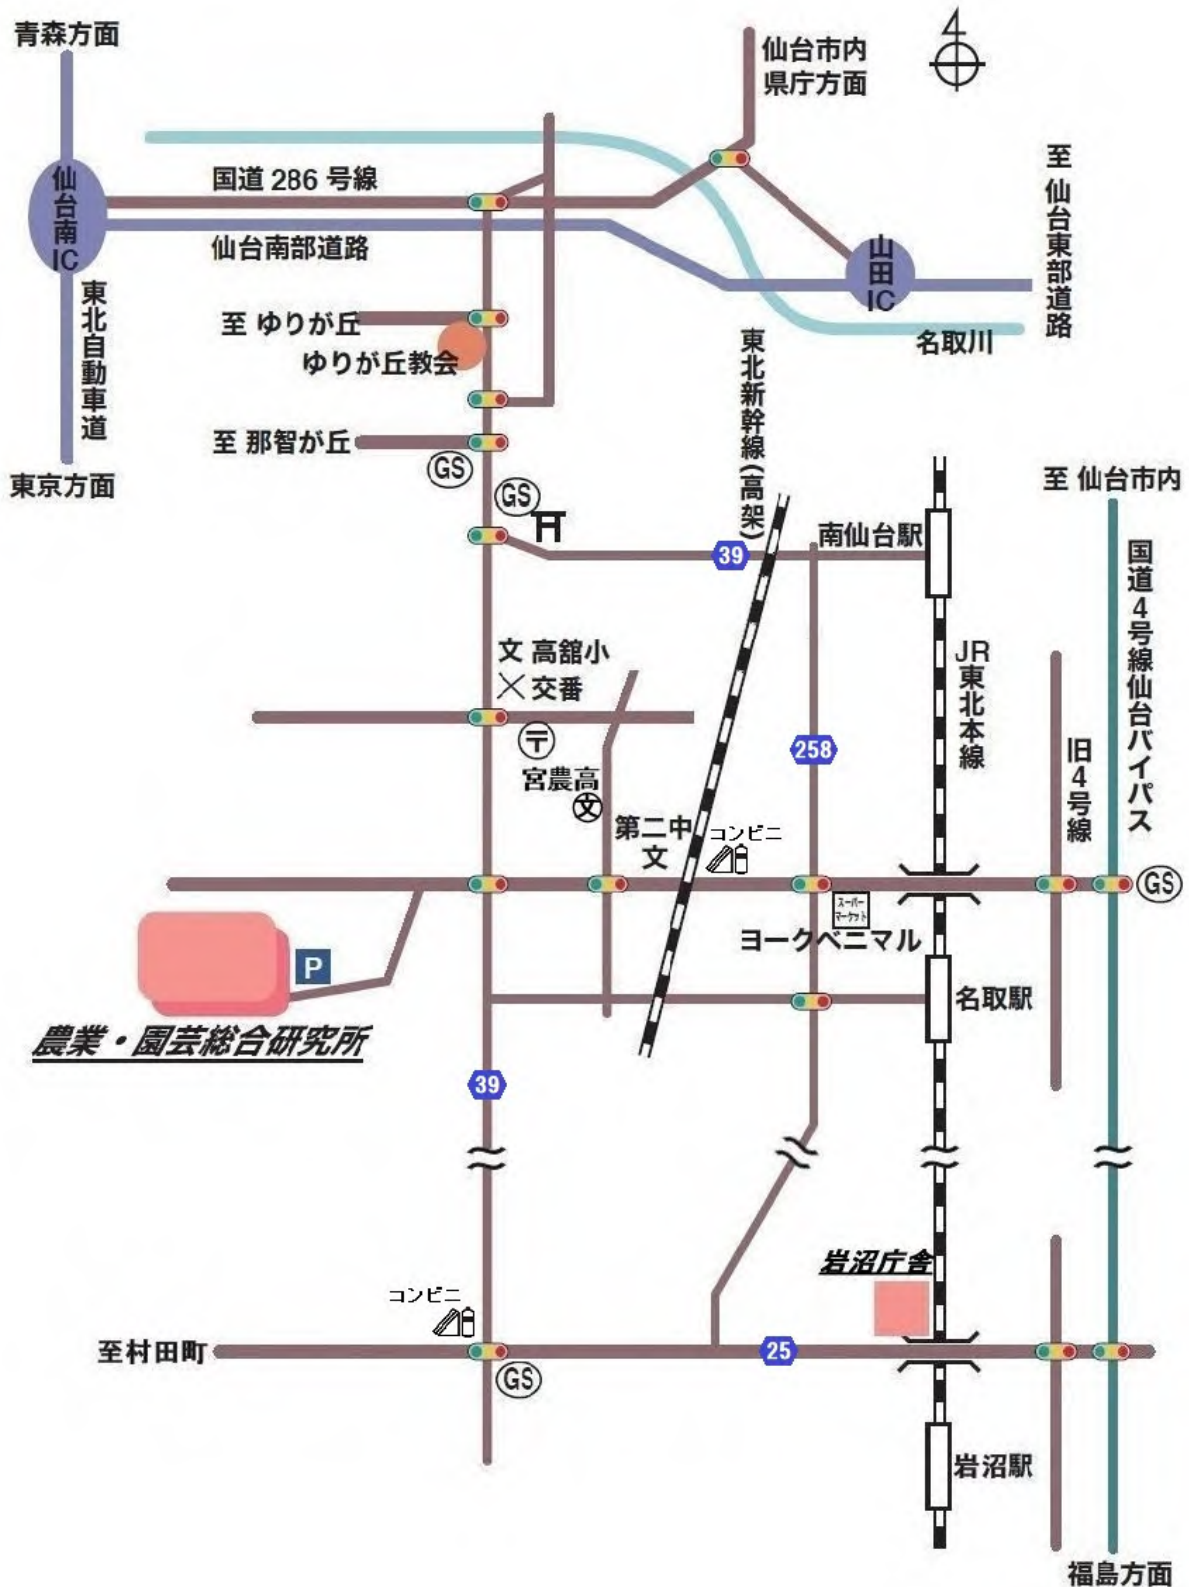 青森方面
4
仙台市内
県庁方面
仙台南IC
国道 286 号線
仙台南部道路
至 仙台東部道路
山田IC
名取川
東北自動車道
至 ゆりが丘
ゆりが丘教会
東北新幹線(高架)
至 那智が丘
GS
東京方面
GS
至 仙台市内
南仙台駅
39
国道4号線仙台バイパス
文 高舘小
交番
JR東北本線
〒
258
旧4号線
宮農高
文
第二中
文
コンビニ
GS
スーパー
マーケット
ヨークベニマル
P
名取駅
農業・園芸総合研究所
39
岩沼庁舎
コンビニ
至村田町
25
GS
岩沼駅
福島方面